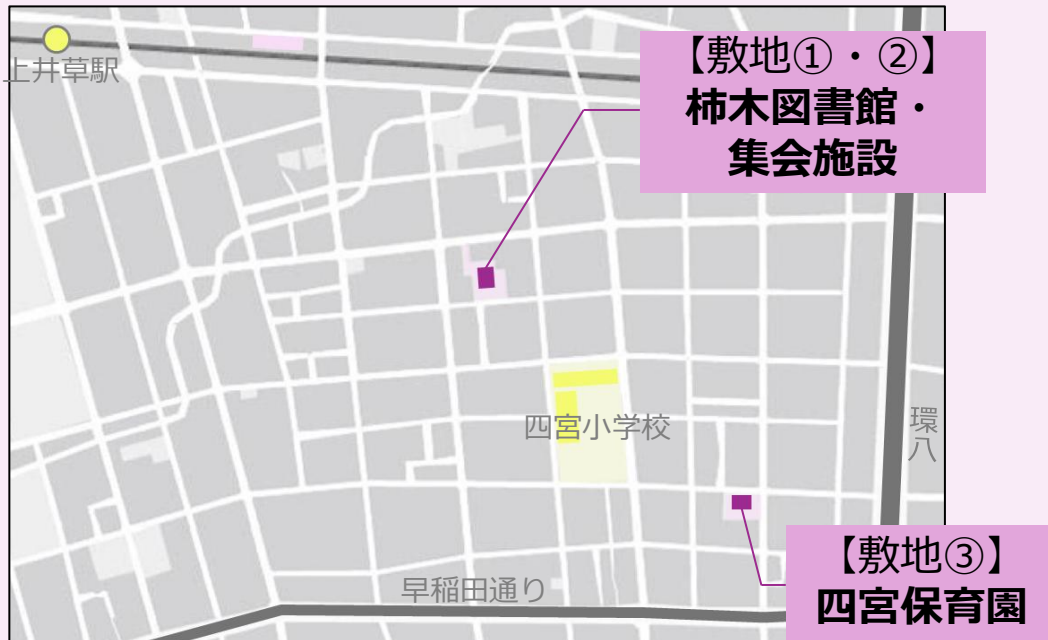 上井草駅
【敷地①・②】
柿木図書館・
集会施設
四宮小学校
環八
早稲田通り
【敷地③】
四宮保育園